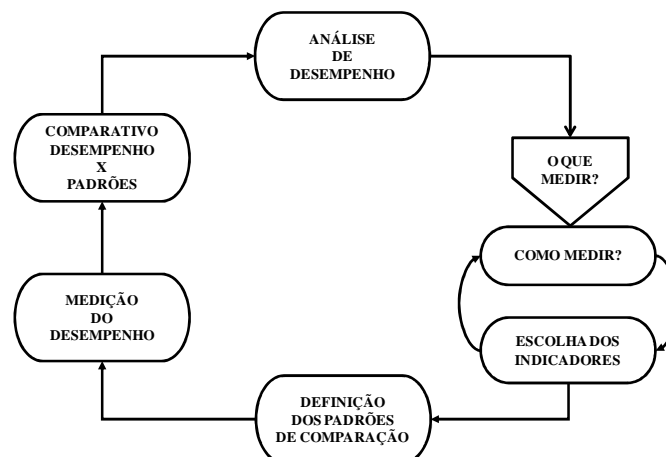 ANÁLISE
DE
DESEMPENHO
O QUE
MEDIR?
COMO MEDIR?
ESCOLHA DOS
INDICADORES
DEFINIÇÃO
DOS PADRÕES
DE COMPARAÇÃO
MEDIÇÃO
DO
DESEMPENHO
COMPARATIVO
DESEMPENHO
X
PADRÕES